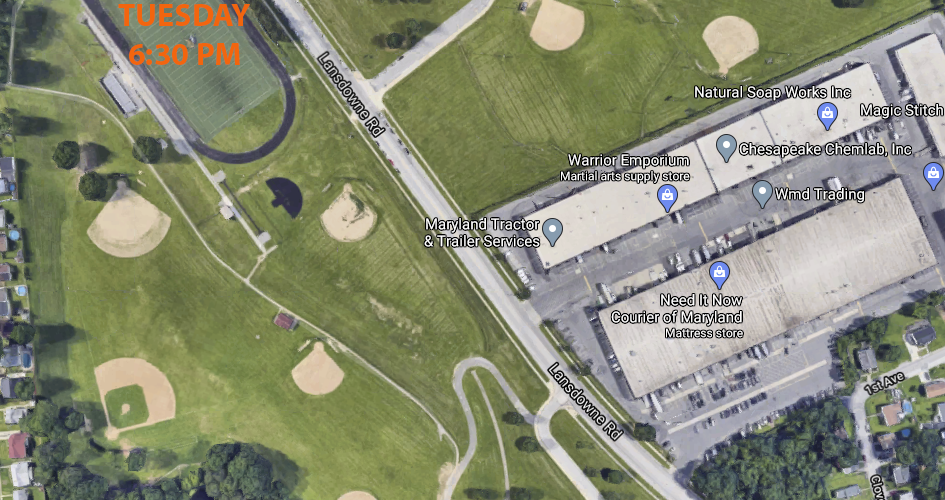 TUESDAY
6:30 PM
Lansdowne Rd
Natural Soap Works Inc
Magic Stitch
Chesapeake Chemlab, Inc
Warrior Emporium
Martial arts supply store
Wmd Trading
Maryland Tractor
& Trailer Services
Need It Now
Courier of Maryland
Mattress store
Lansdowne Rd
1st Ave
Clov